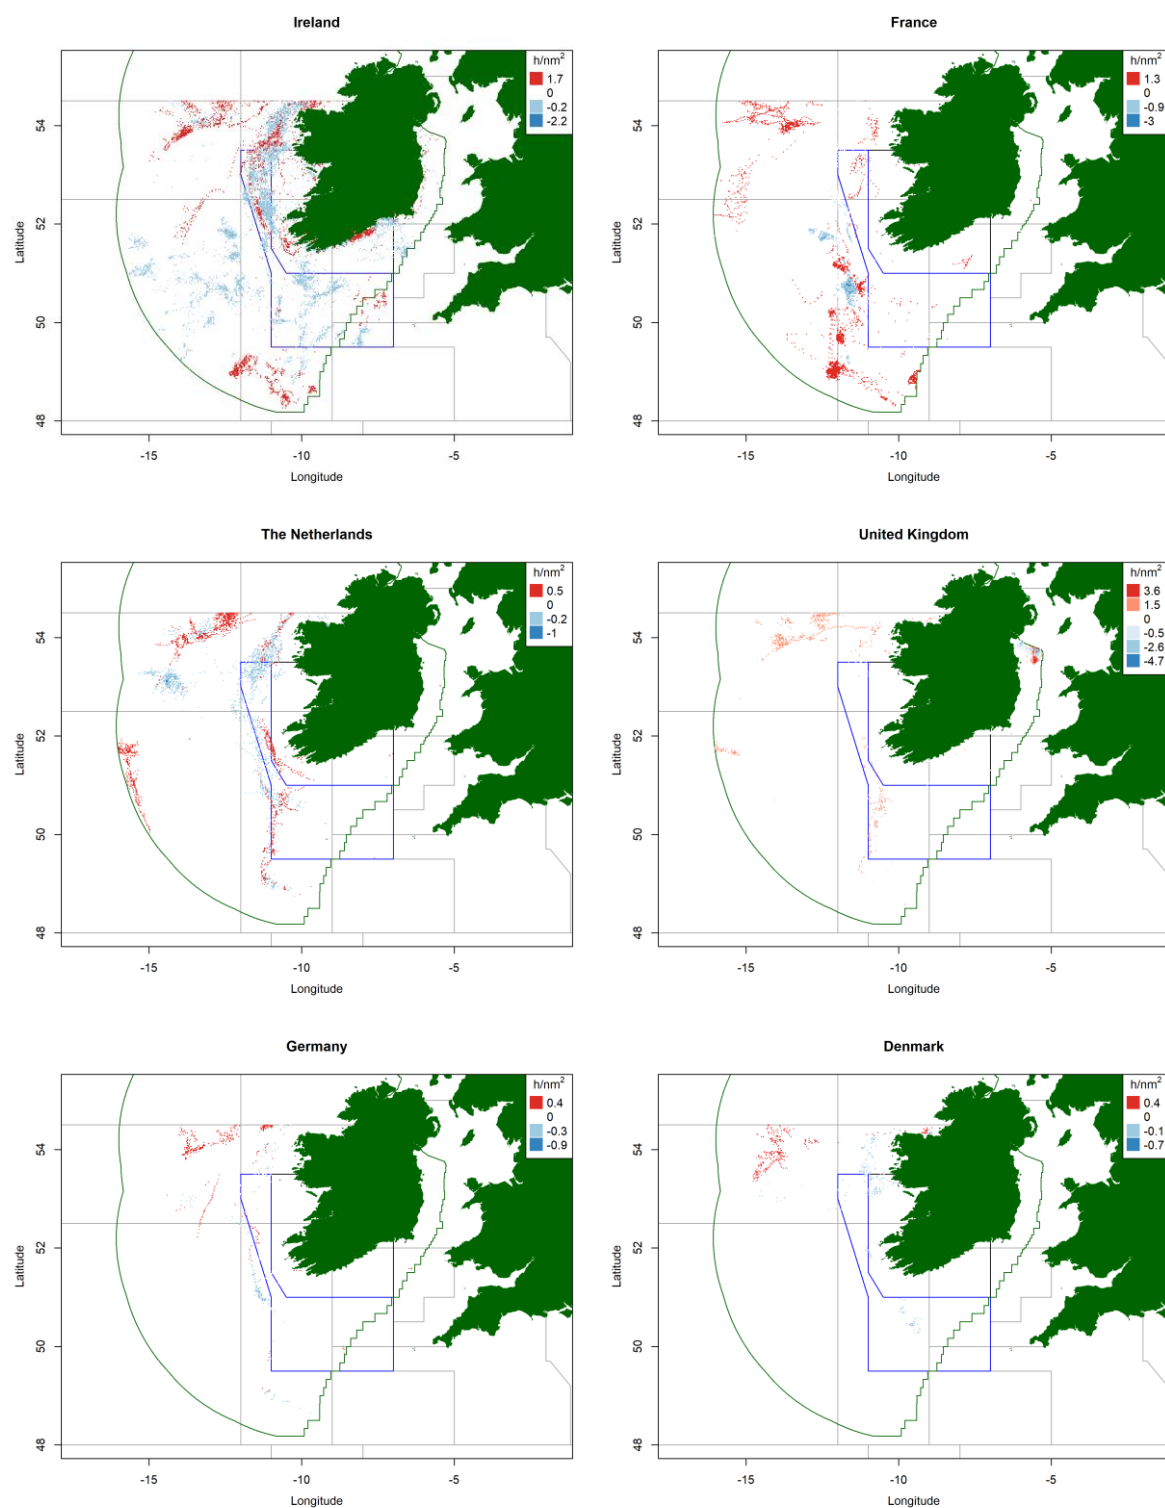 Ireland
h/nm²
1.7
0
-0.2
-2.2
54
52
50
48
Latitude
-15
-10
-5
Longitude
France
h/nm²
1.3
0
-0.9
-3
54
52
50
48
Latitude
-15
-10
-5
Longitude
The Netherlands
h/nm²
0.5
0
-0.2
-1
54
52
50
48
Latitude
-15
-10
-5
Longitude
United Kingdom
h/nm²
3.6
1.5
0
-0.5
-2.6
-4.7
54
52
50
48
Latitude
-15
-10
-5
Longitude
Germany
h/nm²
0.4
0
-0.3
-0.9
54
52
50
48
Latitude
-15
-10
-5
Longitude
Denmark
h/nm²
0.4
0
-0.1
-0.7
54
52
50
48
Latitude
-15
-10
-5
Longitude